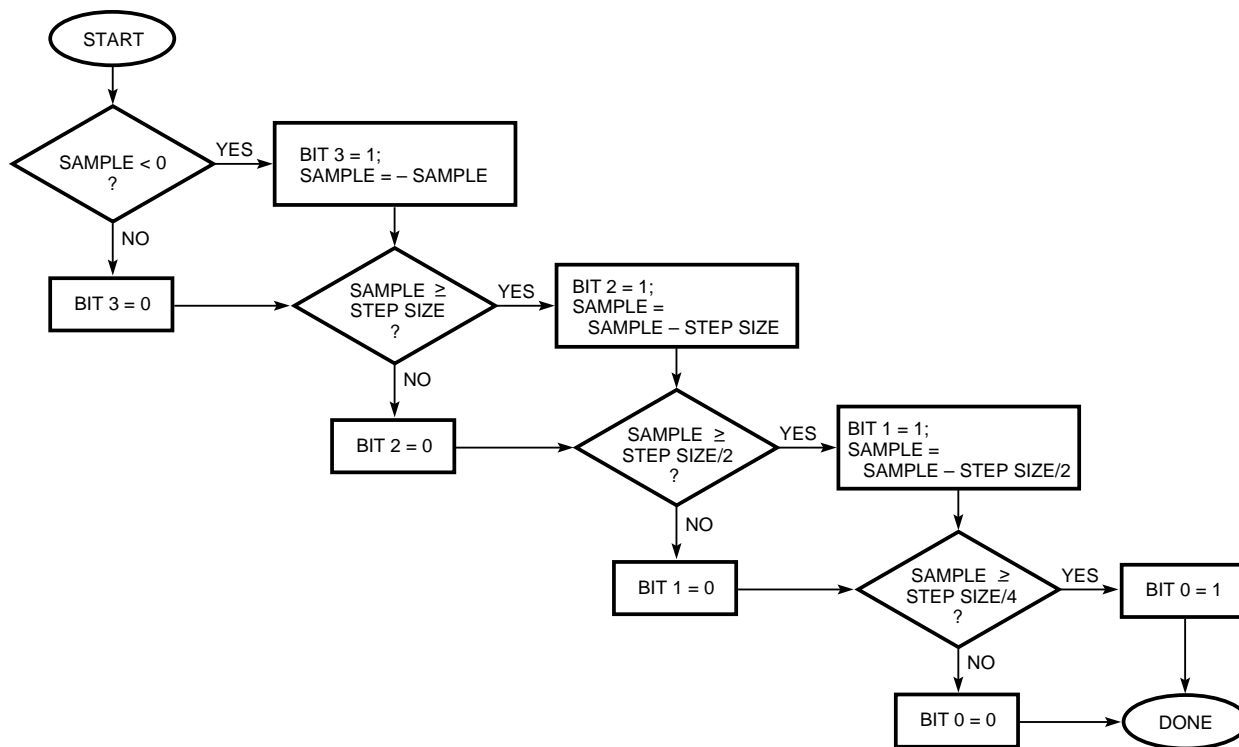 START
SAMPLE < 0
?
YES
BIT 3 = 1;
SAMPLE = – SAMPLE
NO
BIT 3 = 0
SAMPLE ≥
STEP SIZE
?
YES
BIT 2 = 1;
SAMPLE =
SAMPLE – STEP SIZE
NO
BIT 2 = 0
SAMPLE ≥
STEP SIZE/2
?
YES
BIT 1 = 1;
SAMPLE =
SAMPLE – STEP SIZE/2
NO
BIT 1 = 0
SAMPLE ≥
STEP SIZE/4
?
YES
BIT 0 = 1
NO
BIT 0 = 0
DONE